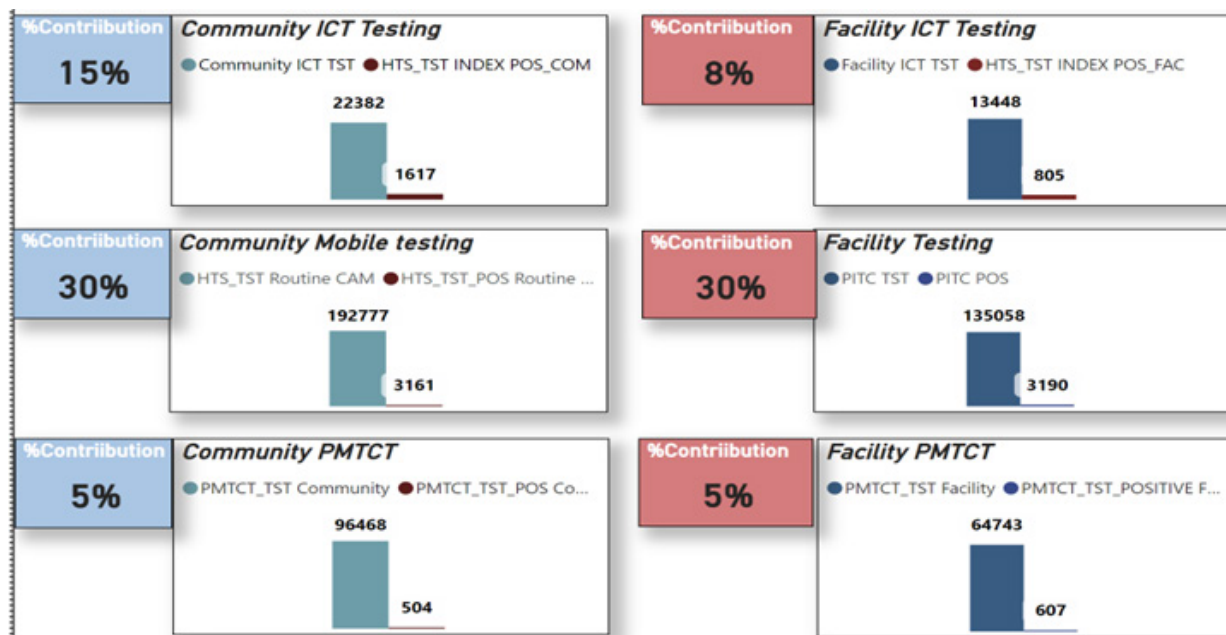 %Contriibution
15%
Community ICT Testing
Community ICT TST HTS_TST INDEX POS_COM
22382
1617
%Contriibution
8%
Facility ICT Testing
Facility ICT TST HTS_TST INDEX POS_FAC
13448
805
%Contriibution
30%
Community Mobile testing
HTS_TST Routine CAM HTS_TST_POS Routine ...
192777
3161
%Contriibution
30%
Facility Testing
PITC TST PITC POS
135058
3190
%Contriibution
5%
Community PMTCT
PMTCT_TST Community PMTCT_TST_POS Co...
96468
504
%Contriibution
5%
Facility PMTCT
PMTCT_TST Facility PMTCT_TST_POSITIVE F...
64743
607